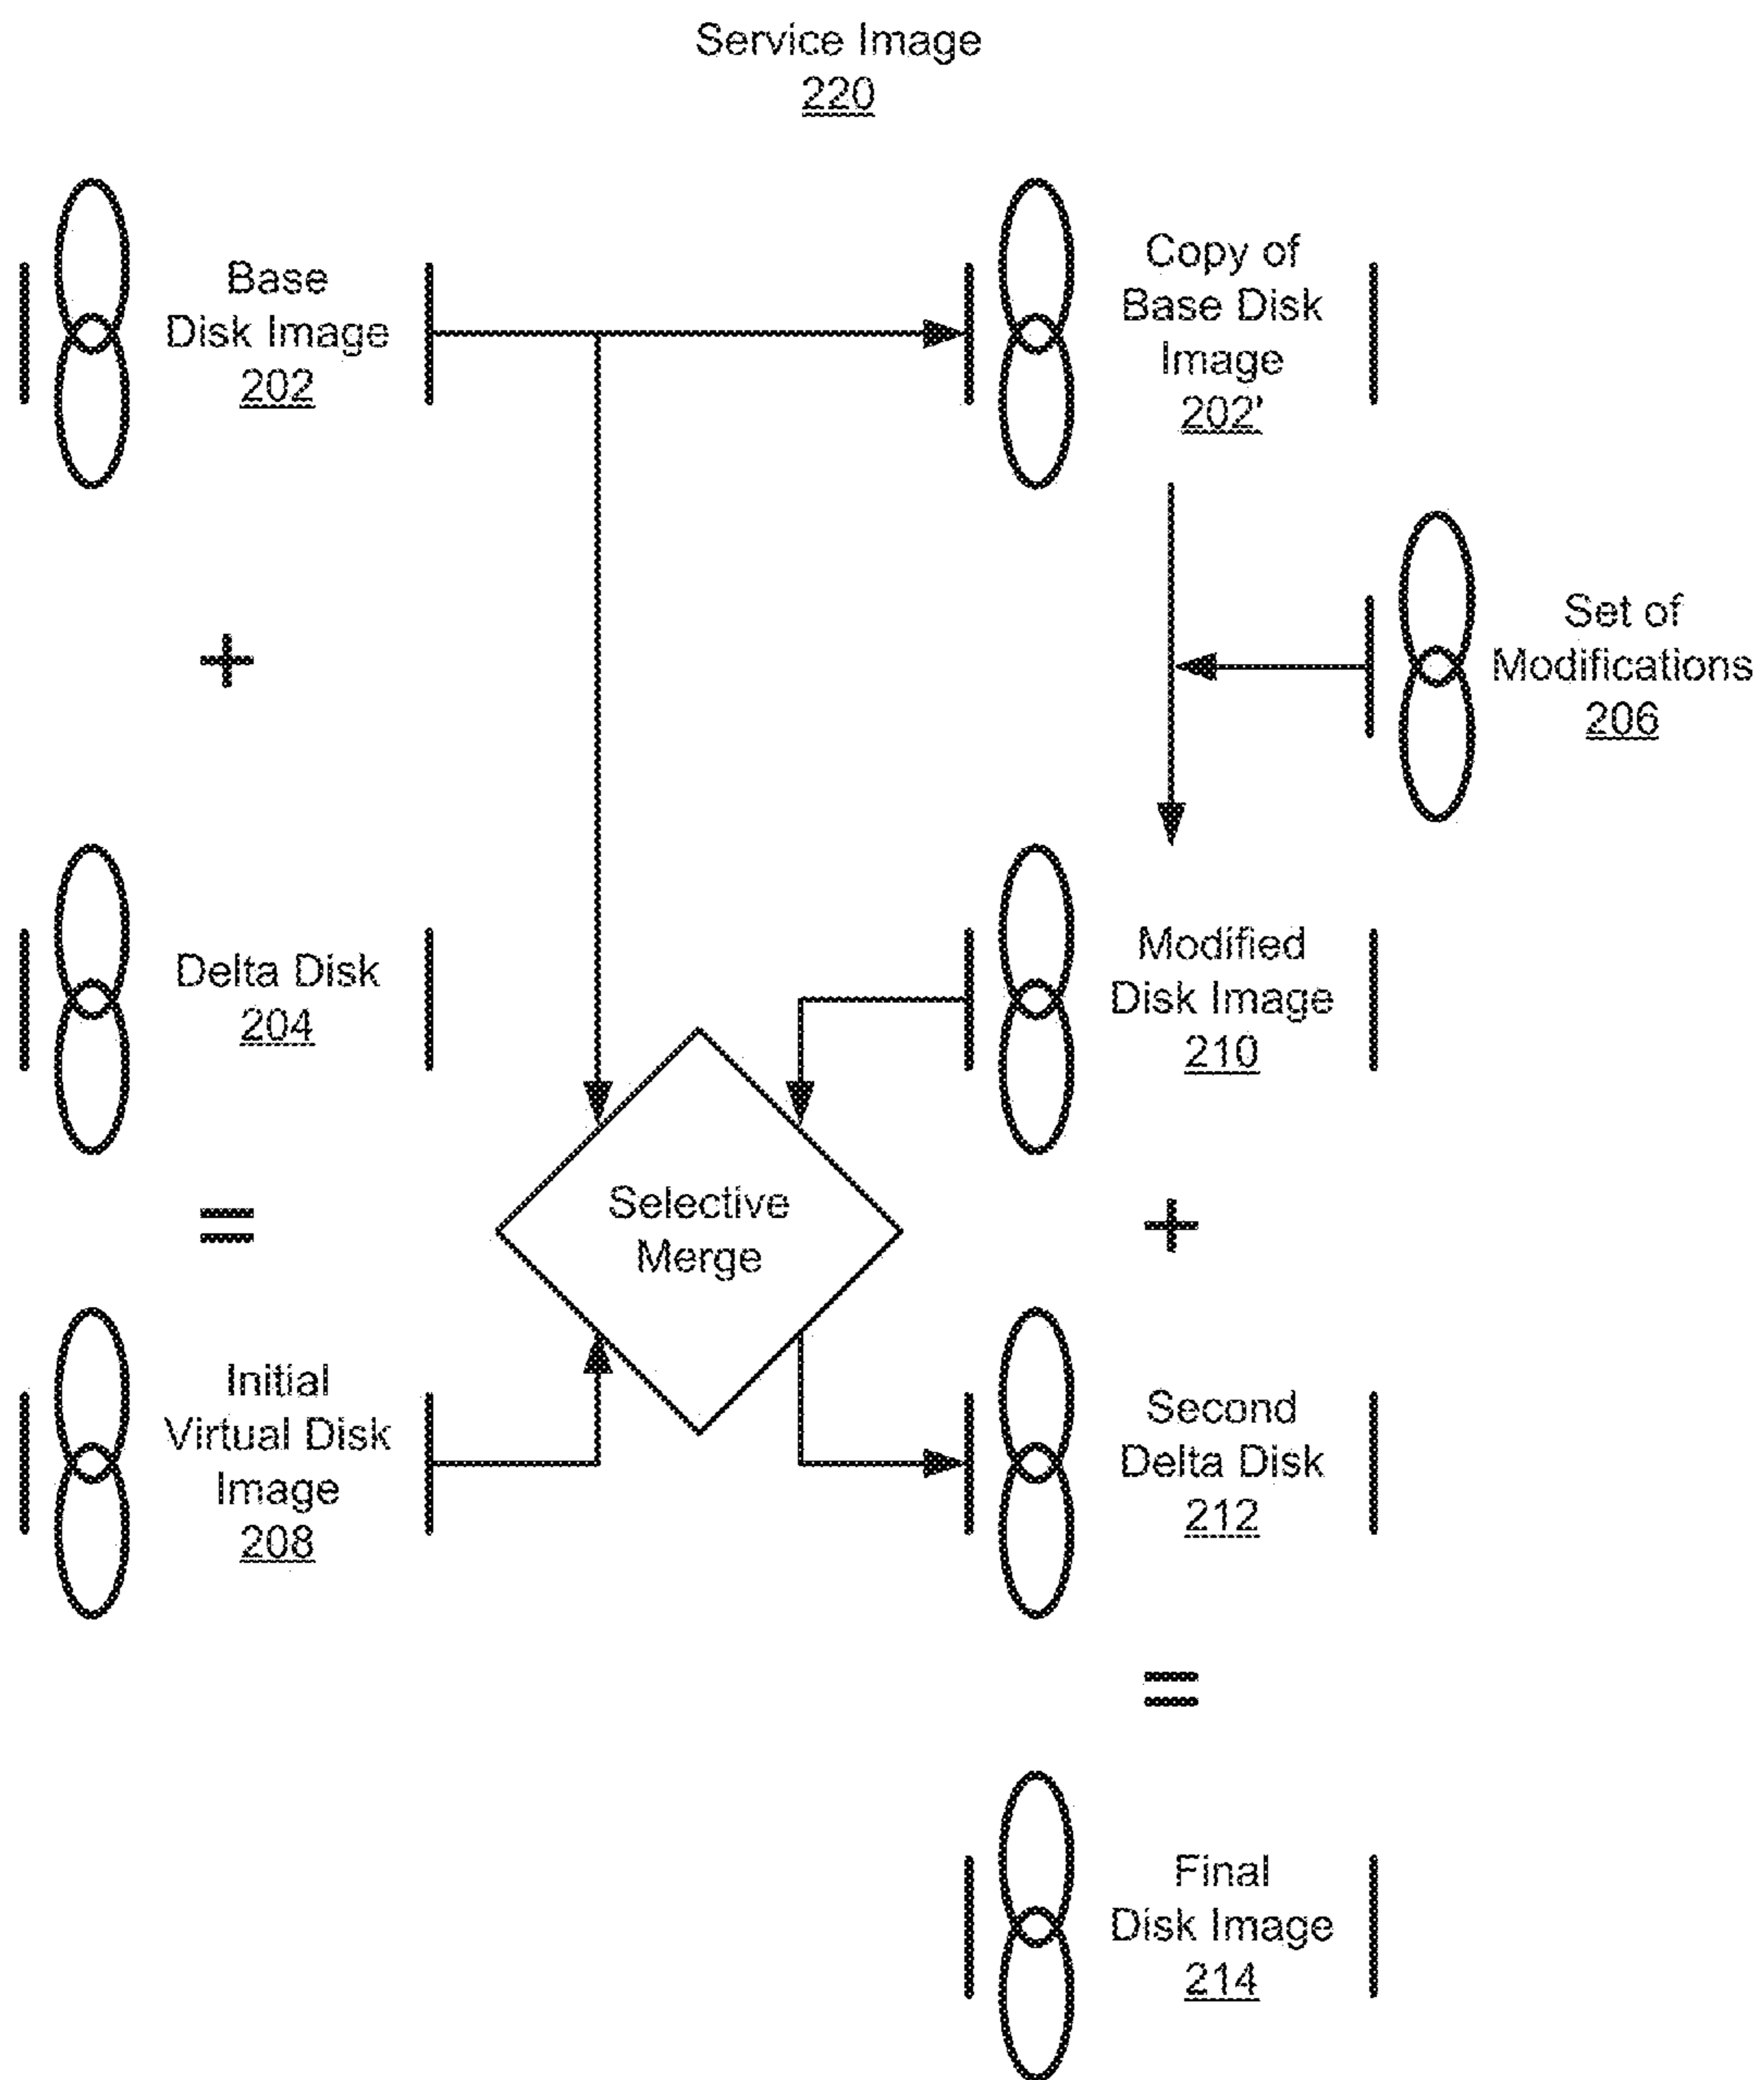 Service Image
220
Base
Disk Image
202
Copy of
Base Disk
Image
202'
+
Set of
Modifications
206
Delta Disk
204
Modified
Disk Image
210
=
Selective
Merge
+
Initial
Virtual Disk
Image
208
Second
Delta Disk
212
=
Final
Disk Image
214